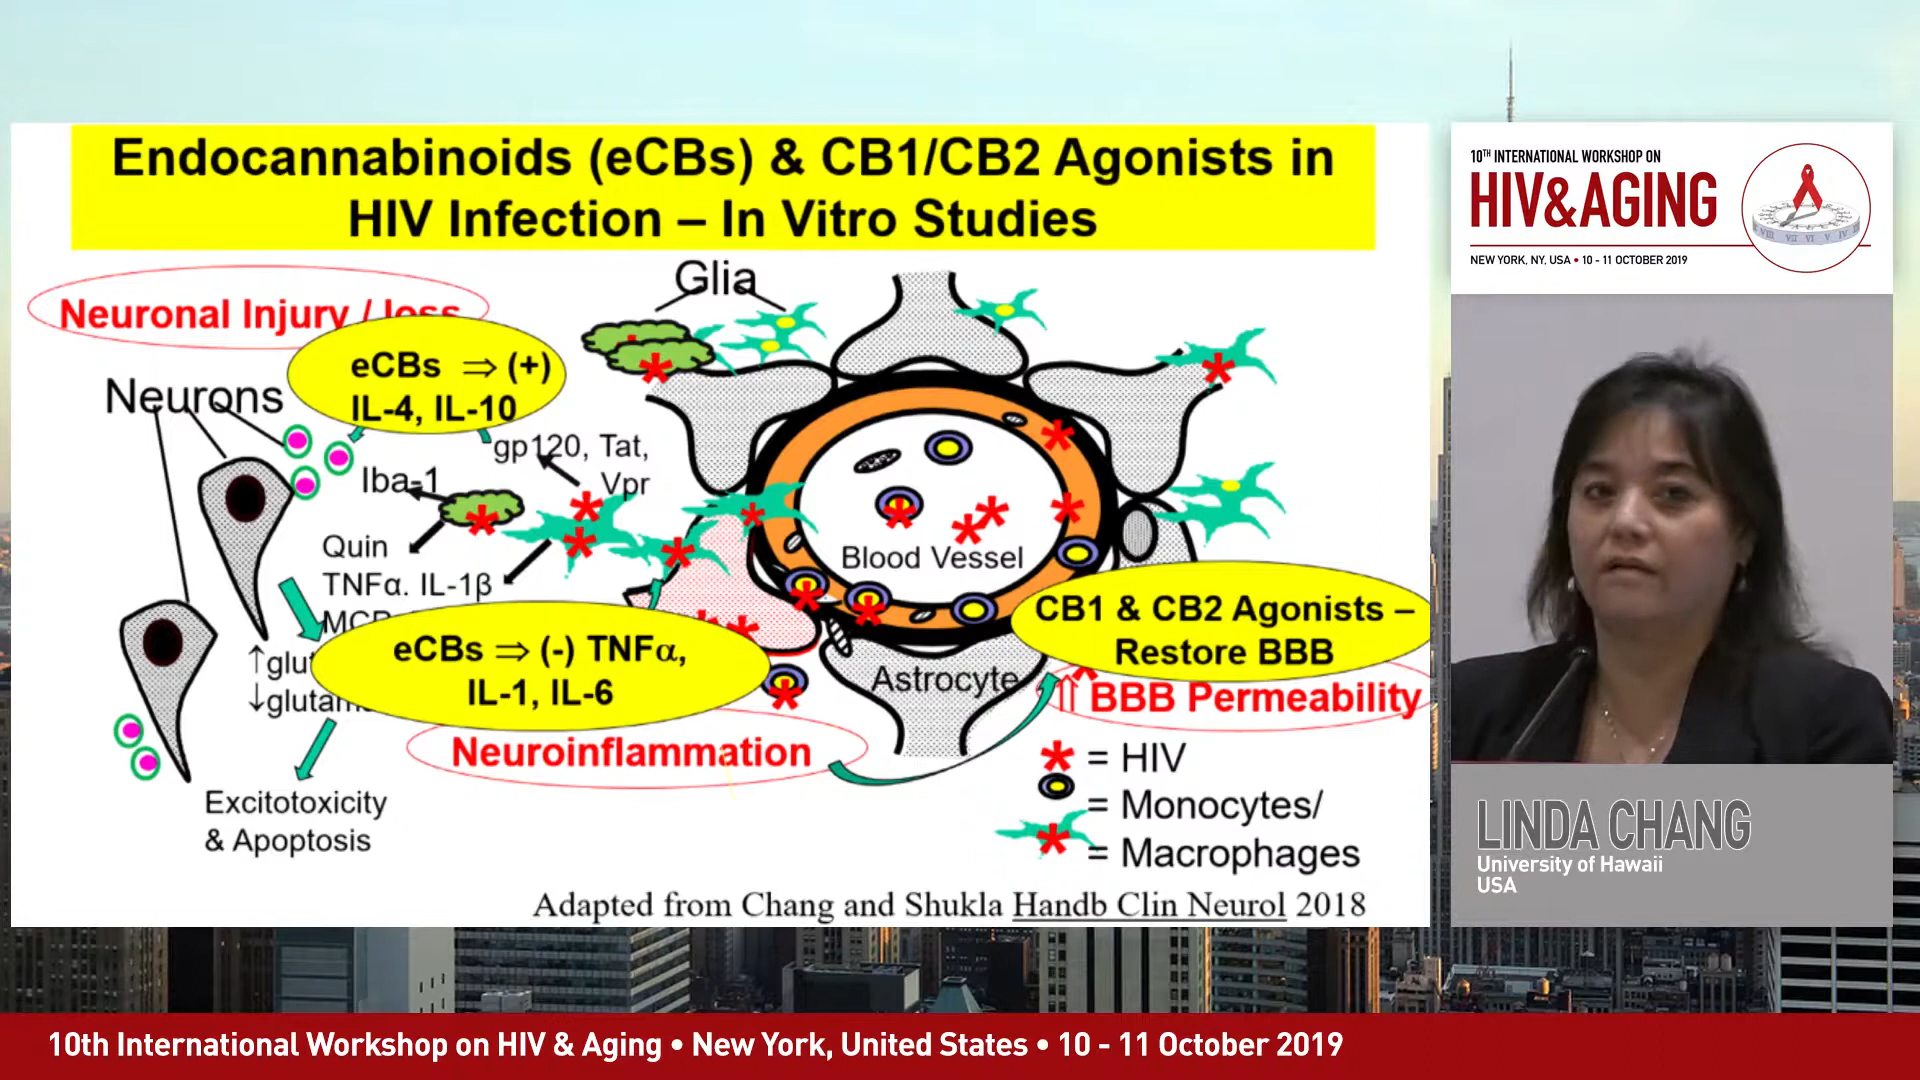 Endocannabinoids (eCBs) & CB1/CB2 Agonists in
HIV Infection – In Vitro Studies
Neuronal Injury / loss
Glia
eCBs ⇒ (+)
IL-4, IL-10
Neurons
gp120, Tat,
Vpr
Iba-1
Quin
TNFα. IL-1β
Blood Vessel
eCBs ⇒ (-) TNFα,
IL-1, IL-6
CB1 & CB2 Agonists –
Restore BBB
Astrocyte
⇑ BBB Permeability
Neuroinflammation
Excitotoxicity
& Apoptosis
* = HIV
= Monocytes/
= Macrophages
Adapted from Chang and Shukla Handb Clin Neurol 2018
10TH INTERNATIONAL WORKSHOP ON
HIV&AGING
NEW YORK, NY, USA • 10 - 11 OCTOBER 2019
LINDA CHANG
University of Hawaii
USA
10th International Workshop on HIV & Aging • New York, United States • 10 - 11 October 2019